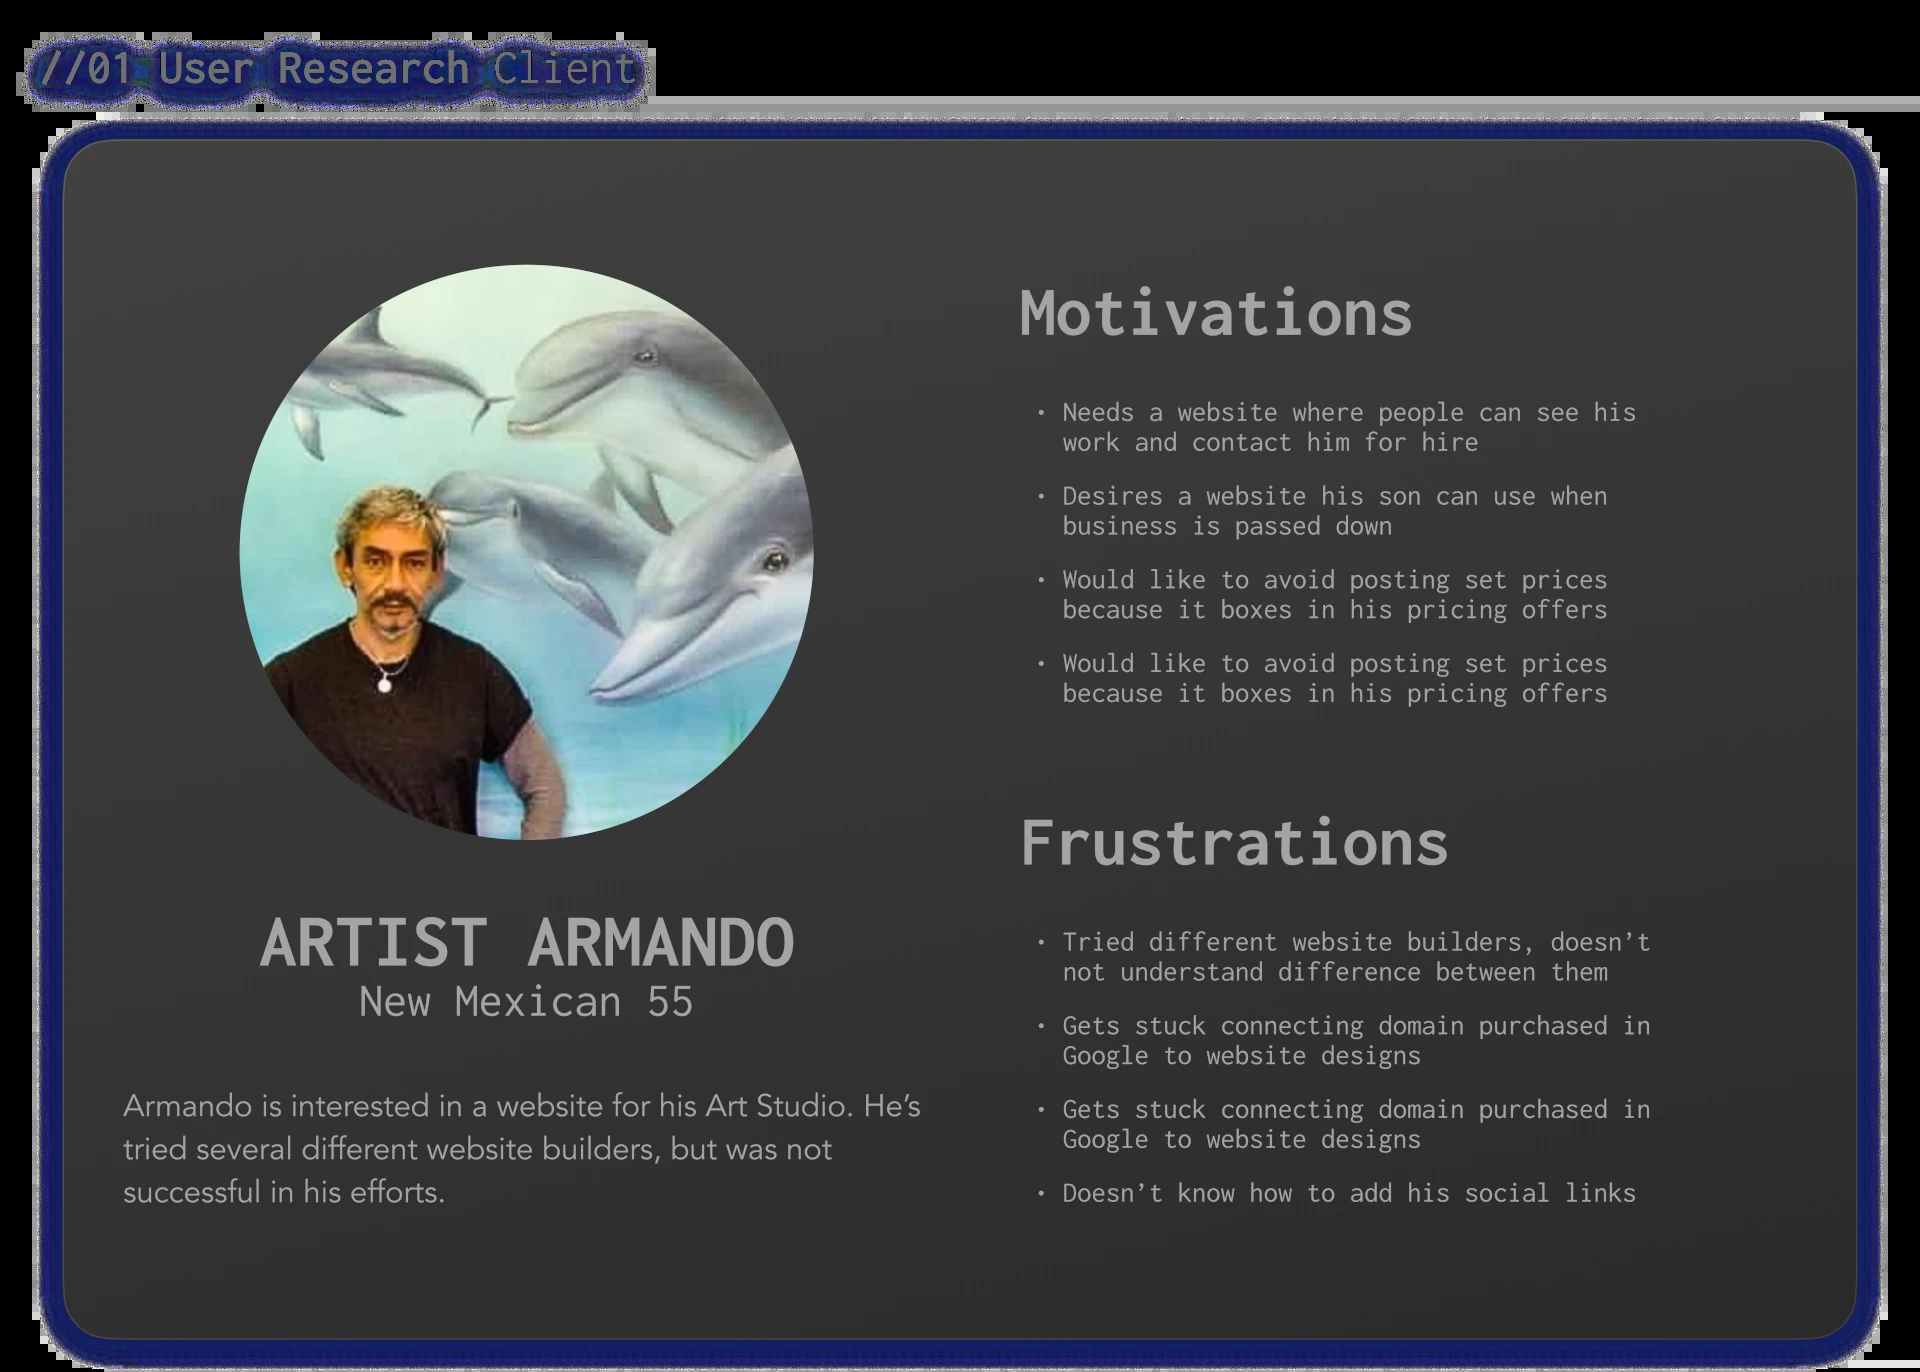 //01 User Research Client
ARTIST ARMANDO
New Mexican 55
Armando is interested in a website for his Art Studio. He’s
tried several different website builders, but was not
successful in his efforts.
Motivations
• Needs a website where people can see his
work and contact him for hire
• Desires a website his son can use when
business is passed down
• Would like to avoid posting set prices
because it boxes in his pricing offers
• Would like to avoid posting set prices
because it boxes in his pricing offers
Frustrations
• Tried different website builders, doesn’t
not understand difference between them
• Gets stuck connecting domain purchased in
Google to website designs
• Gets stuck connecting domain purchased in
Google to website designs
• Doesn’t know how to add his social links